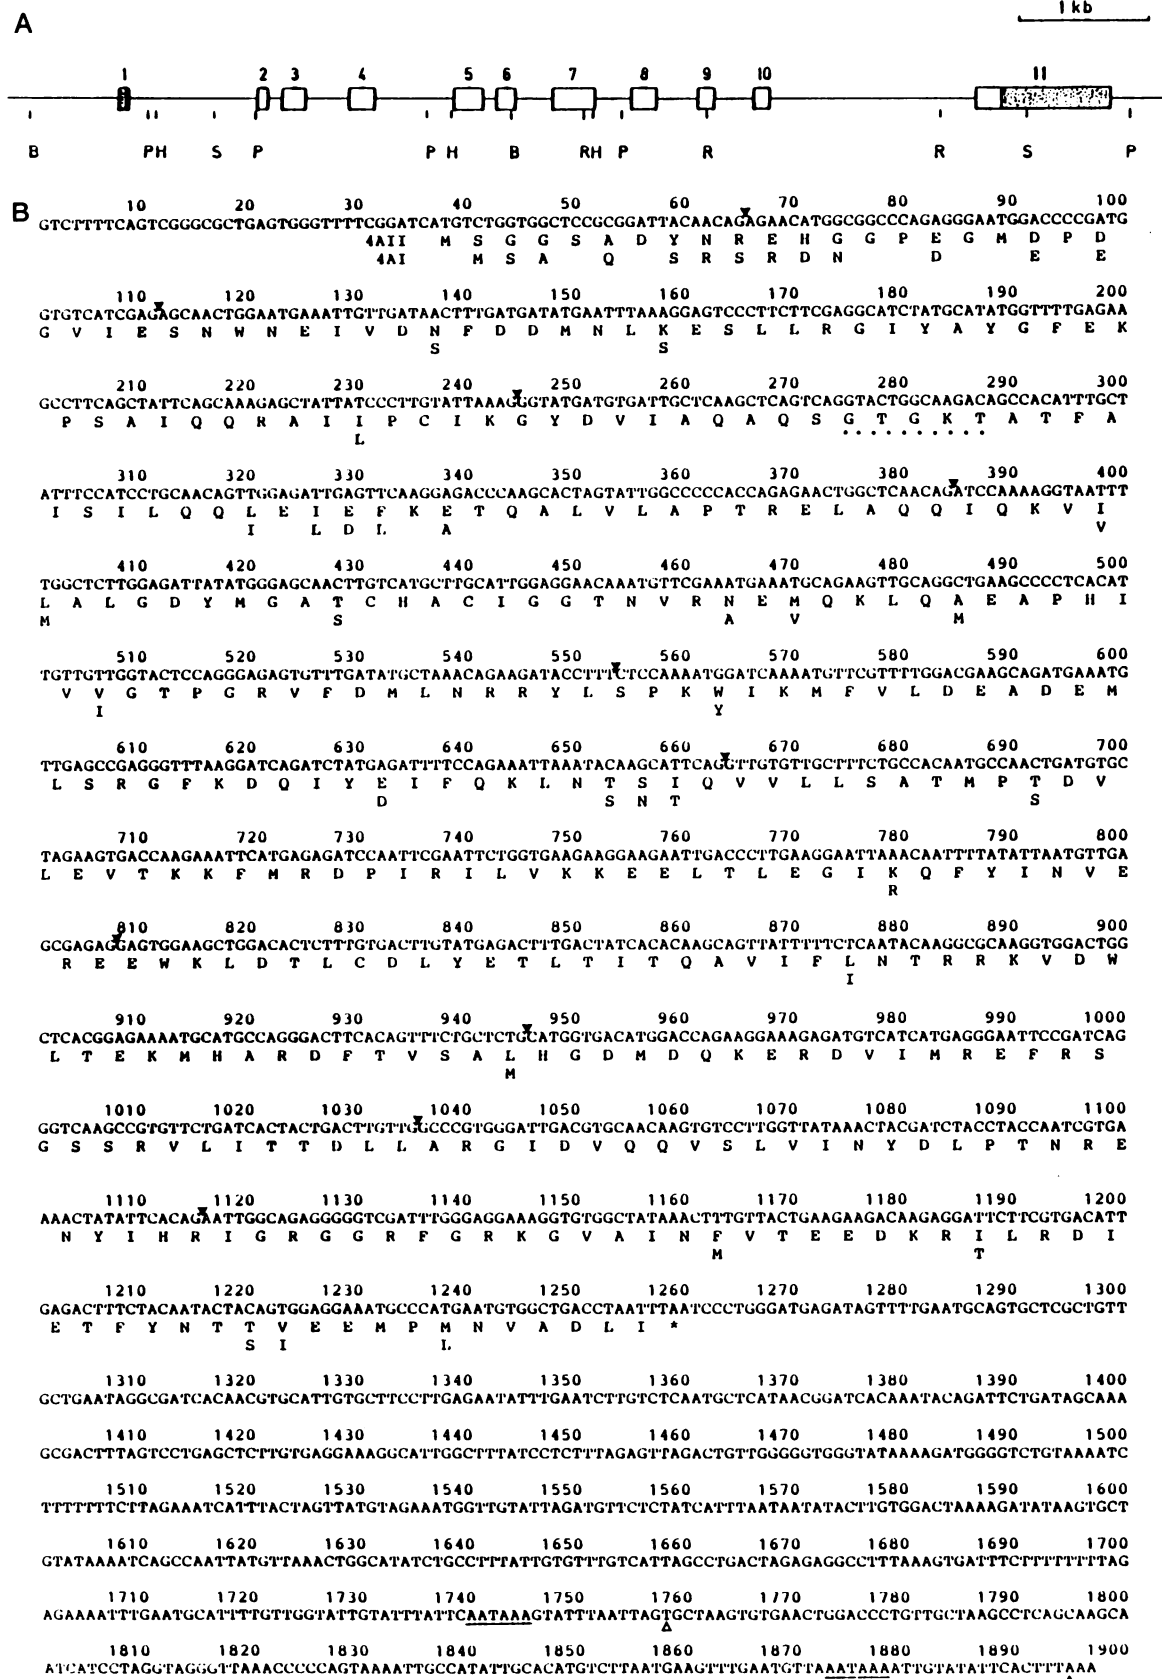 A
1 kb
1 2 3 4 5 6 7 8 9 10 11
B PH S P P H B RH P R R S P
B
10 20 30 40 50 60 70 80 90 100
GTCTTTTCAGTCGGGCGCTGAGTGGGTTTTCGGATCATGTCTGGTGGCTCCGCGGATTACAACAGAGAACATGGCGGCCCAGAGGGAATGGACCCCGATG
4AII M S G G S A D Y N R E H G G P E G M D P D
4AI M S A Q S R S R D N D E E
110 120 130 140 150 160 170 180 190 200
GTGTCATCGAGAGCAACTGGAATGAAATTGTTGATAACTTTGATGATATGAATTTAAAGGAGTCCCTTCTTCGAGGCATCTATGCATATGGTTTTGAGAA
G V I E S N W N E I V D N F D D M N L K E S L L R G I Y A Y G F E K
S S
210 220 230 240 250 260 270 280 290 300
GCCTTCAGCTATTCAGCAAAGAGCTATTATCCCTTGTATTAAAGGGTATGATGTGATTGCTCAAGCTCAGTCAGGTACTGGCAAGACAGCCACATTTGCT
P S A I Q Q R A I I P C I K G Y D V I A Q A Q S G T G K T A T F A
L
310 320 330 340 350 360 370 380 390 400
ATTTCCATCCTGCAACAGTTGGAGATTGAGTTCAAGGAGACCCAAGCACTAGTATTGGCCCCCACCAGAGAACTGGCTCAACAGATCCAAAAGGTAATTT
I S I L Q Q L E I E F K E T Q A L V L A P T R E L A Q Q I Q K V I
I L D L A V
410 420 430 440 450 460 470 480 490 500
TGGCTCTTGGAGATTATATGGGAGCAACTTGTCATGCTTGCATTGGAGGAACAAATGTTCGAAATGAAATGCAGAAGTTGCAGGCTGAAGCCCCTCACAT
L A L G D Y M G A T C H A C I G G T N V R N E M Q K L Q A E A P H I
M S A V M
510 520 530 540 550 560 570 580 590 600
TGTTGTTGGTACTCCAGGGAGAGTGTTTGATATGCTAAACAGAAGATACCTTTCTCCAAAATGGATCAAAATGTTCGTTTTGGACGAAGCAGATGAAATG
V V G T P G R V F D M L N R R Y L S P K W I K M F V L D E A D E M
I Y
610 620 630 640 650 660 670 680 690 700
TTGAGCCGAGGGTTTAAGGATCAGATCTATGAGATTTTCCAGAAATTAAATACAAGCATTCAGGTTGTGTTGCTTTCTGCCACAATGCCAACTGATGTGC
L S R G F K D Q I Y E I F Q K L N T S I Q V V L L S A T M P T D V
D S N T S
710 720 730 740 750 760 770 780 790 800
TAGAAGTGACCAAGAAATTCATGAGAGATCCAATTCGAATTCTGGTGAAGAAGGAAGAATTGACCCTTGAAGGAATTAAACAATTTTATATTAATGTTGA
L E V T K K F M R D P I R I L V K K E E L T L E G I K Q F Y I N V E
R
810 820 830 840 850 860 870 880 890 900
GCGAGAGGAGTGGAAGCTGGACACTCTTTGTGACTTGTATGAGACTTTGACTATCACACAAGCAGTTATTTTTCTCAATACAAGGCGCAAGGTGGACTGG
R E E W K L D T L C D L Y E T L T I T Q A V I F L N T R R K V D W
I
910 920 930 940 950 960 970 980 990 1000
CTCACGGAGAAAATGCATGCCAGGGACTTCACAGTTTCTGCTCTGCATGGTGACATGGACCAGAAGGAAAGAGATGTCATCATGAGGGAATTCCGATCAG
L T E K M H A R D F T V S A L H G D M D Q K E R D V I M R E F R S
M
1010 1020 1030 1040 1050 1060 1070 1080 1090 1100
GGTCAAGCCGTGTTCTGATCACTACTGACTTGTTGGCCCGTGGGATTGACGTGCAACAAGTGTCCTTGGTTATAAACTACGATCTACCTACCAATCGTGA
G S S R V L I T T D L L A R G I D V Q Q V S L V I N Y D L P T N R E
1110 1120 1130 1140 1150 1160 1170 1180 1190 1200
AAACTATATTCACAGAATTGGCAGAGGGGGTCGATTTGGGAGGAAAGGTGTGGCTATAAACTTTGTTACTGAAGAAGACAAGAGGATTCTTCGTGACATT
N Y I H R I G R G G R F G R K G V A I N F V T E E D K R I L R D I
M T
1210 1220 1230 1240 1250 1260 1270 1280 1290 1300
GAGACTTTCTACAATACTACAGTGGAGGAAATGCCCATGAATGTGGCTGACCTAATTTAATCCCTGGGATGAGATAGTTTTGAATGCAGTGCTCGCTGTT
E T F Y N T T V E E M P M N V A D L I *
S I L
1310 1320 1330 1340 1350 1360 1370 1380 1390 1400
GCTGAATAGGCGATCACAACGTGCATTGTGCTTCCTTGAGAATATTTGAATCTTGTCTCAATGCTCATAACGGATCACAAATACAGATTCTGATAGCAAA
1410 1420 1430 1440 1450 1460 1470 1480 1490 1500
GCGACTTTAGTCCTGAGCTCTTGTGAGGAAAGGCATTGGCTTTATCCTCTTTAGAGTTAGACTGTTGGGGGTGGGTATAAAAGATGGGGTCTGTAAAATC
1510 1520 1530 1540 1550 1560 1570 1580 1590 1600
TTTTTTTCTTAGAAATCATTTACTAGTTATGTAGAAATGGTTGTATTAGATGTTCTCTATCATTTAATAATATACTTGTGGACTAAAAGATATAAGTGCT
1610 1620 1630 1640 1650 1660 1670 1680 1690 1700
GTATAAAATCAGCCAATTATGTTAAACTGGCATATCTGCCTTTATTGTGTTTGTCATTAGCCTGACTAGAGAGGCCTTTAAAGTGATTTCTTTTTTTTAG
1710 1720 1730 1740 1750 1760 1770 1780 1790 1800
AGAAAATTTGAATGCATTTTGTTGGTATTGTATTTATTCAATAAAGTATTTAATTAGTGCTAAGTGTGAACTGGACCCTGTTGCTAAGCCTCAGCAAGCA
1810 1820 1830 1840 1850 1860 1870 1880 1890 1900
ATCATCCTAGGTAGGGTTAAACCCCCAGTAAAATTGCCATATTGCACATGTCTTAATGAAGTTTGAATGTTAAATAAAATTGTATATTCACTTTAAA